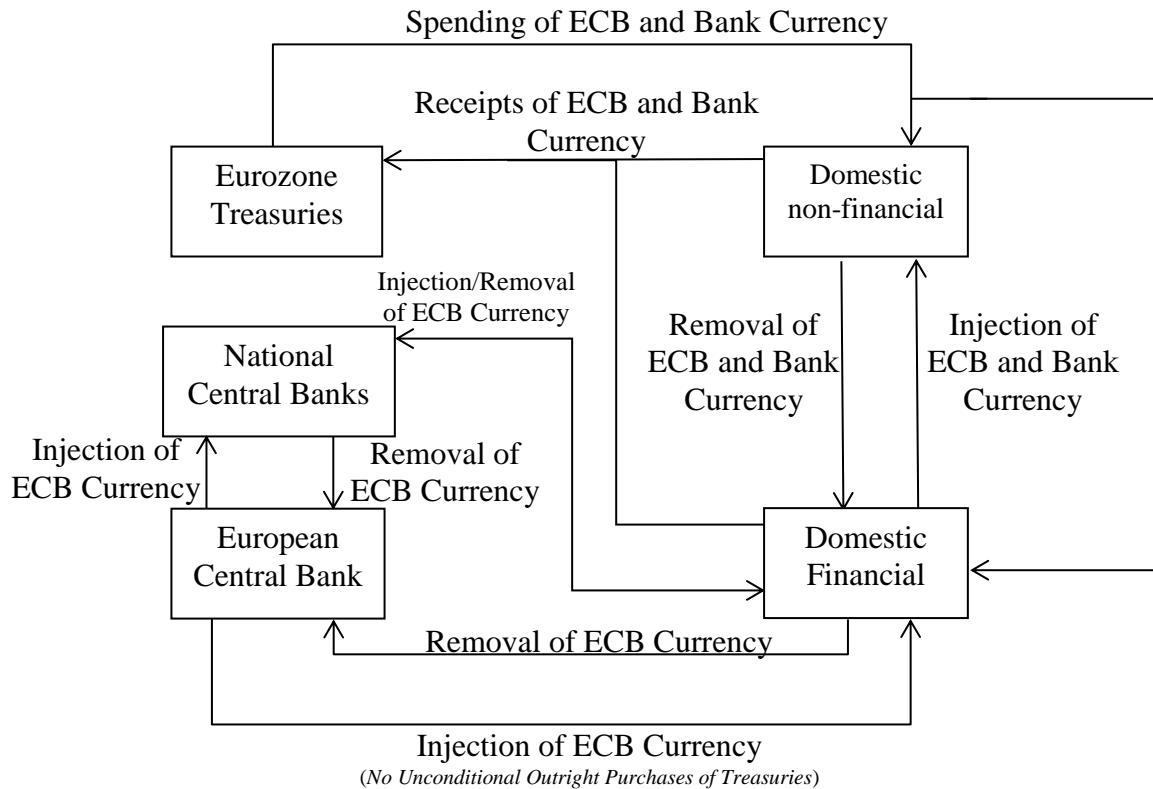 Spending of ECB and Bank Currency
Receipts of ECB and Bank
Currency
Eurozone
Treasuries
Domestic
non-financial
Injection/Removal
of ECB Currency
National
Central Banks
Removal of
ECB and Bank
Currency
Injection of
ECB and Bank
Currency
Injection of
ECB Currency
Removal of
ECB Currency
European
Central Bank
Domestic
Financial
Removal of ECB Currency
Injection of ECB Currency
(No Unconditional Outright Purchases of Treasuries)